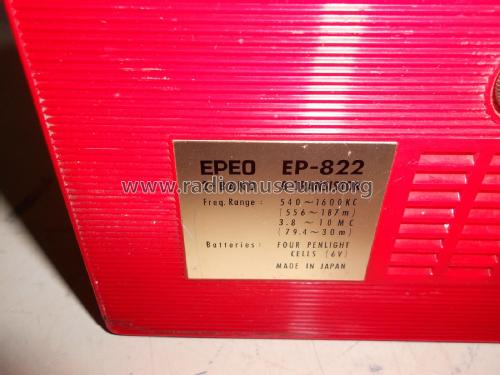 EPEO EP-822
www.radiomuseum.org
Freq. Range : 540~1600KC
(556~187m)
3.8 ~ 10MC
(79.4~30m)
Batteries : FOUR PENLIGHT
CELLS (6V)
MADE IN JAPAN